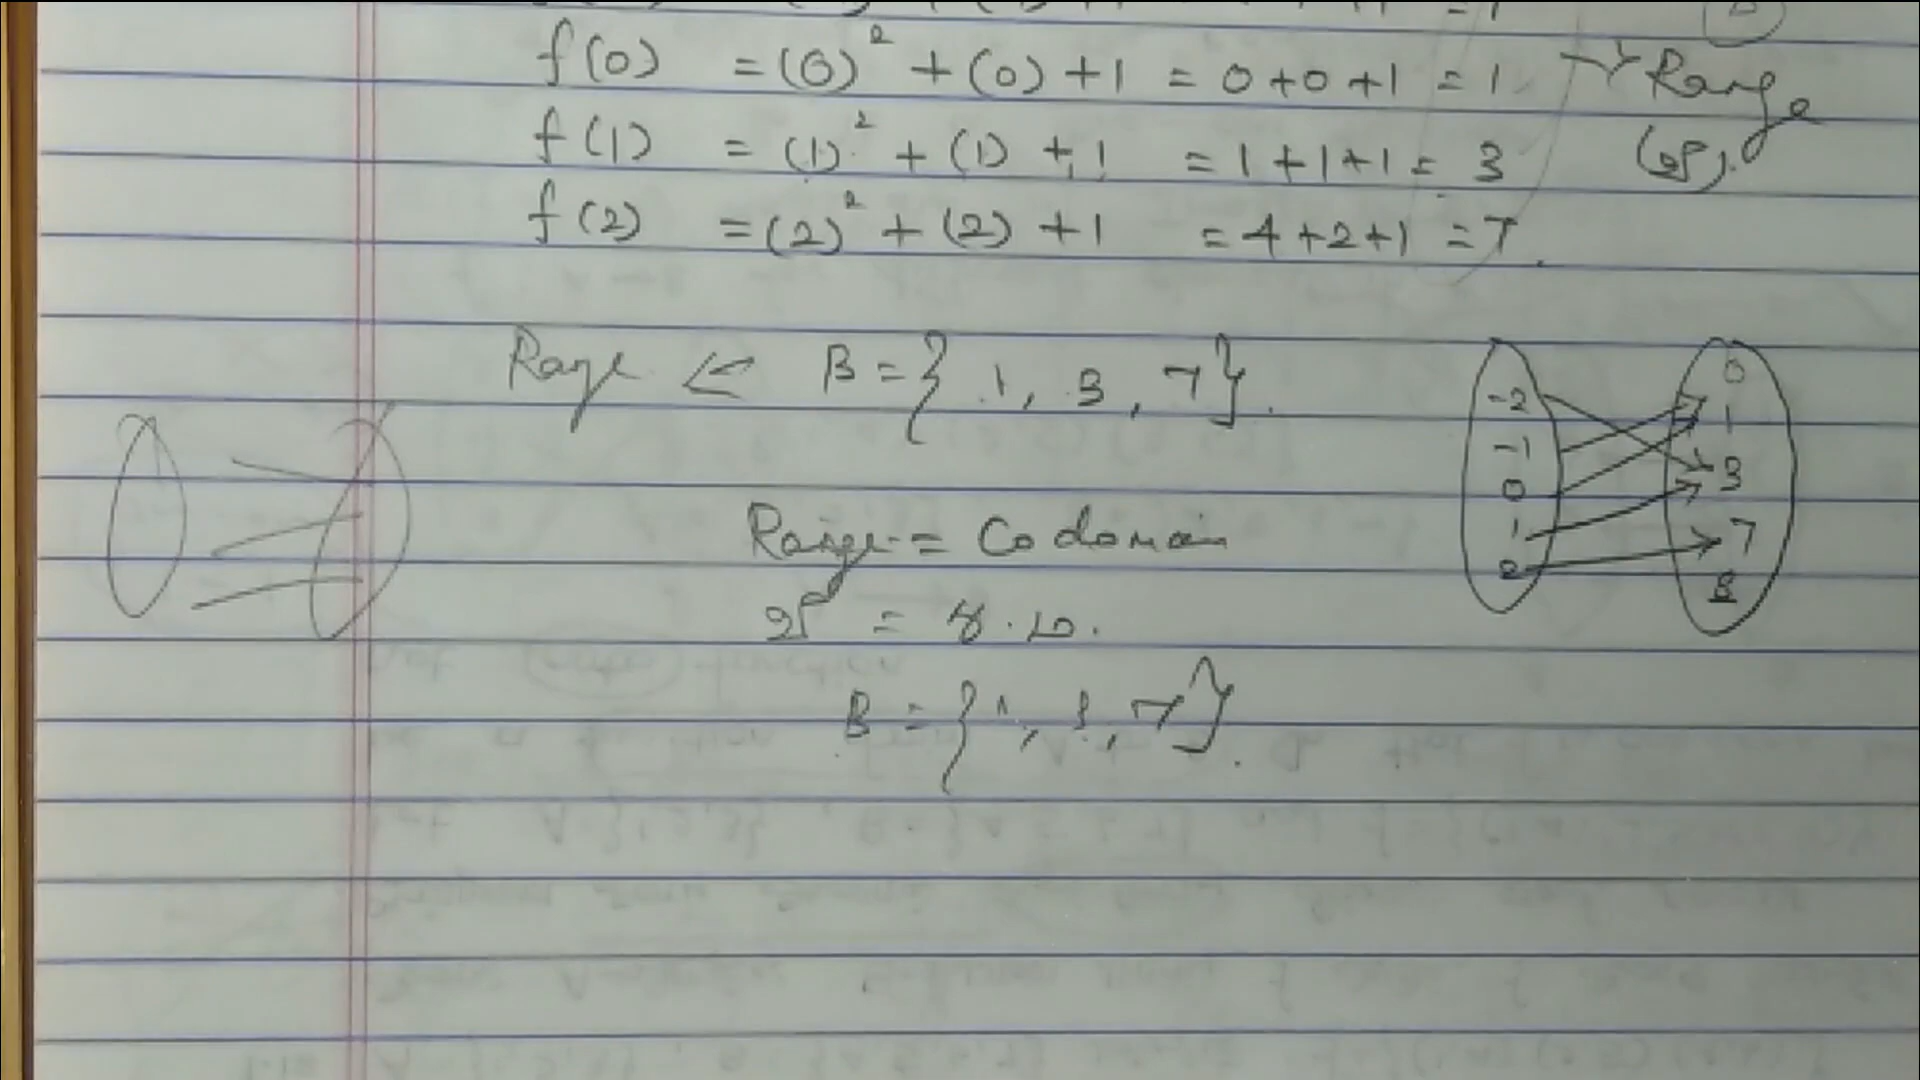 f(0) = (0)² + (0) + 1 = 0 + 0 + 1 = 1
Range
f(1) = (1)² + (1) + 1 = 1 + 1 + 1 = 3
f(2) = (2)² + (2) + 1 = 4 + 2 + 1 = 7
Range ← B = { 1, 3, 7 }.
Range = Co domain
B = { 1, 3, 7 }.
-2
-1
0
1
2
0
1
3
7
8